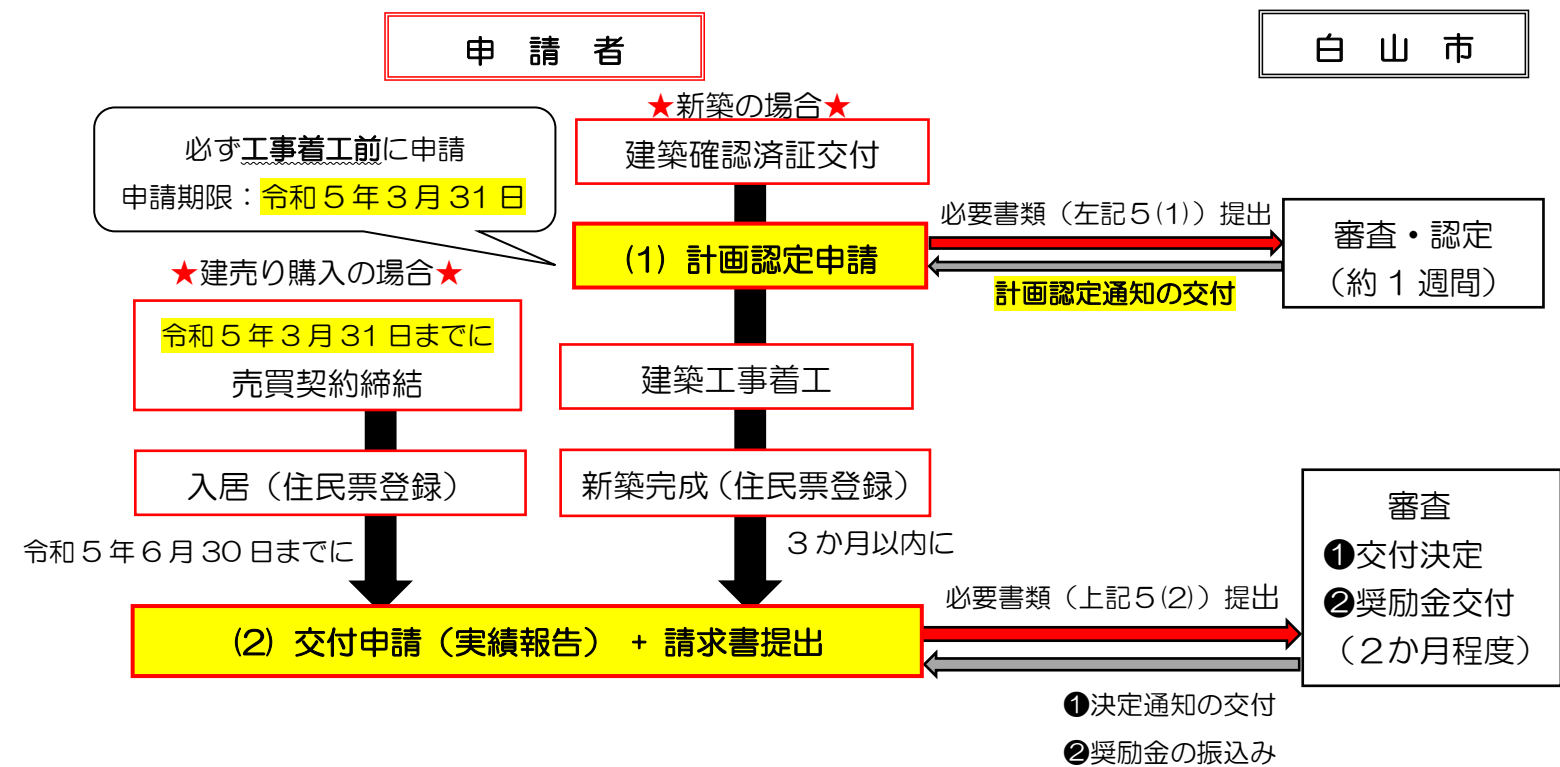 申請者
白山市
★新築の場合★
必ず工事着工前に申請
申請期限：令和５年３月31日
建築確認済証交付
(1) 計画認定申請
必要書類（左記５(1)）提出
計画認定通知の交付
審査・認定
（約１週間）
★建売り購入の場合★
令和５年３月31日までに
売買契約締結
建築工事着工
入居（住民票登録）
新築完成（住民票登録）
令和５年６月30日までに
３か月以内に
(2) 交付申請（実績報告） + 請求書提出
必要書類（上記５(2)）提出
審査
❶交付決定
❷奨励金交付
（２か月程度）
❶決定通知の交付
❷奨励金の振込み